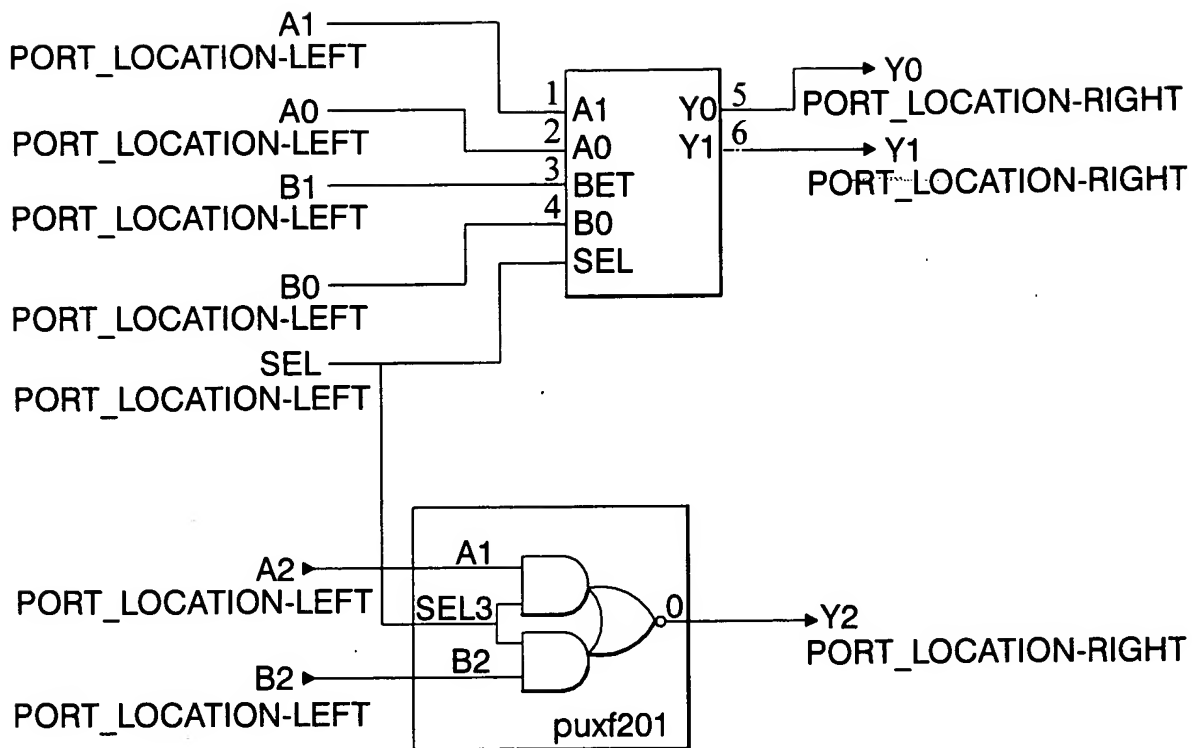 A1
PORT_LOCATION-LEFT
A0
PORT_LOCATION-LEFT
B1
PORT_LOCATION-LEFT
B0
PORT_LOCATION-LEFT
SEL
PORT_LOCATION-LEFT
1 A1
2 A0
3 BET
4 B0
SEL
Y0 5
Y1 6
Y0
PORT_LOCATION-RIGHT
Y1
PORT_LOCATION-RIGHT
A2
PORT_LOCATION-LEFT
B2
PORT_LOCATION-LEFT
A1
SEL3
B2
0
puxf201
Y2
PORT_LOCATION-RIGHT